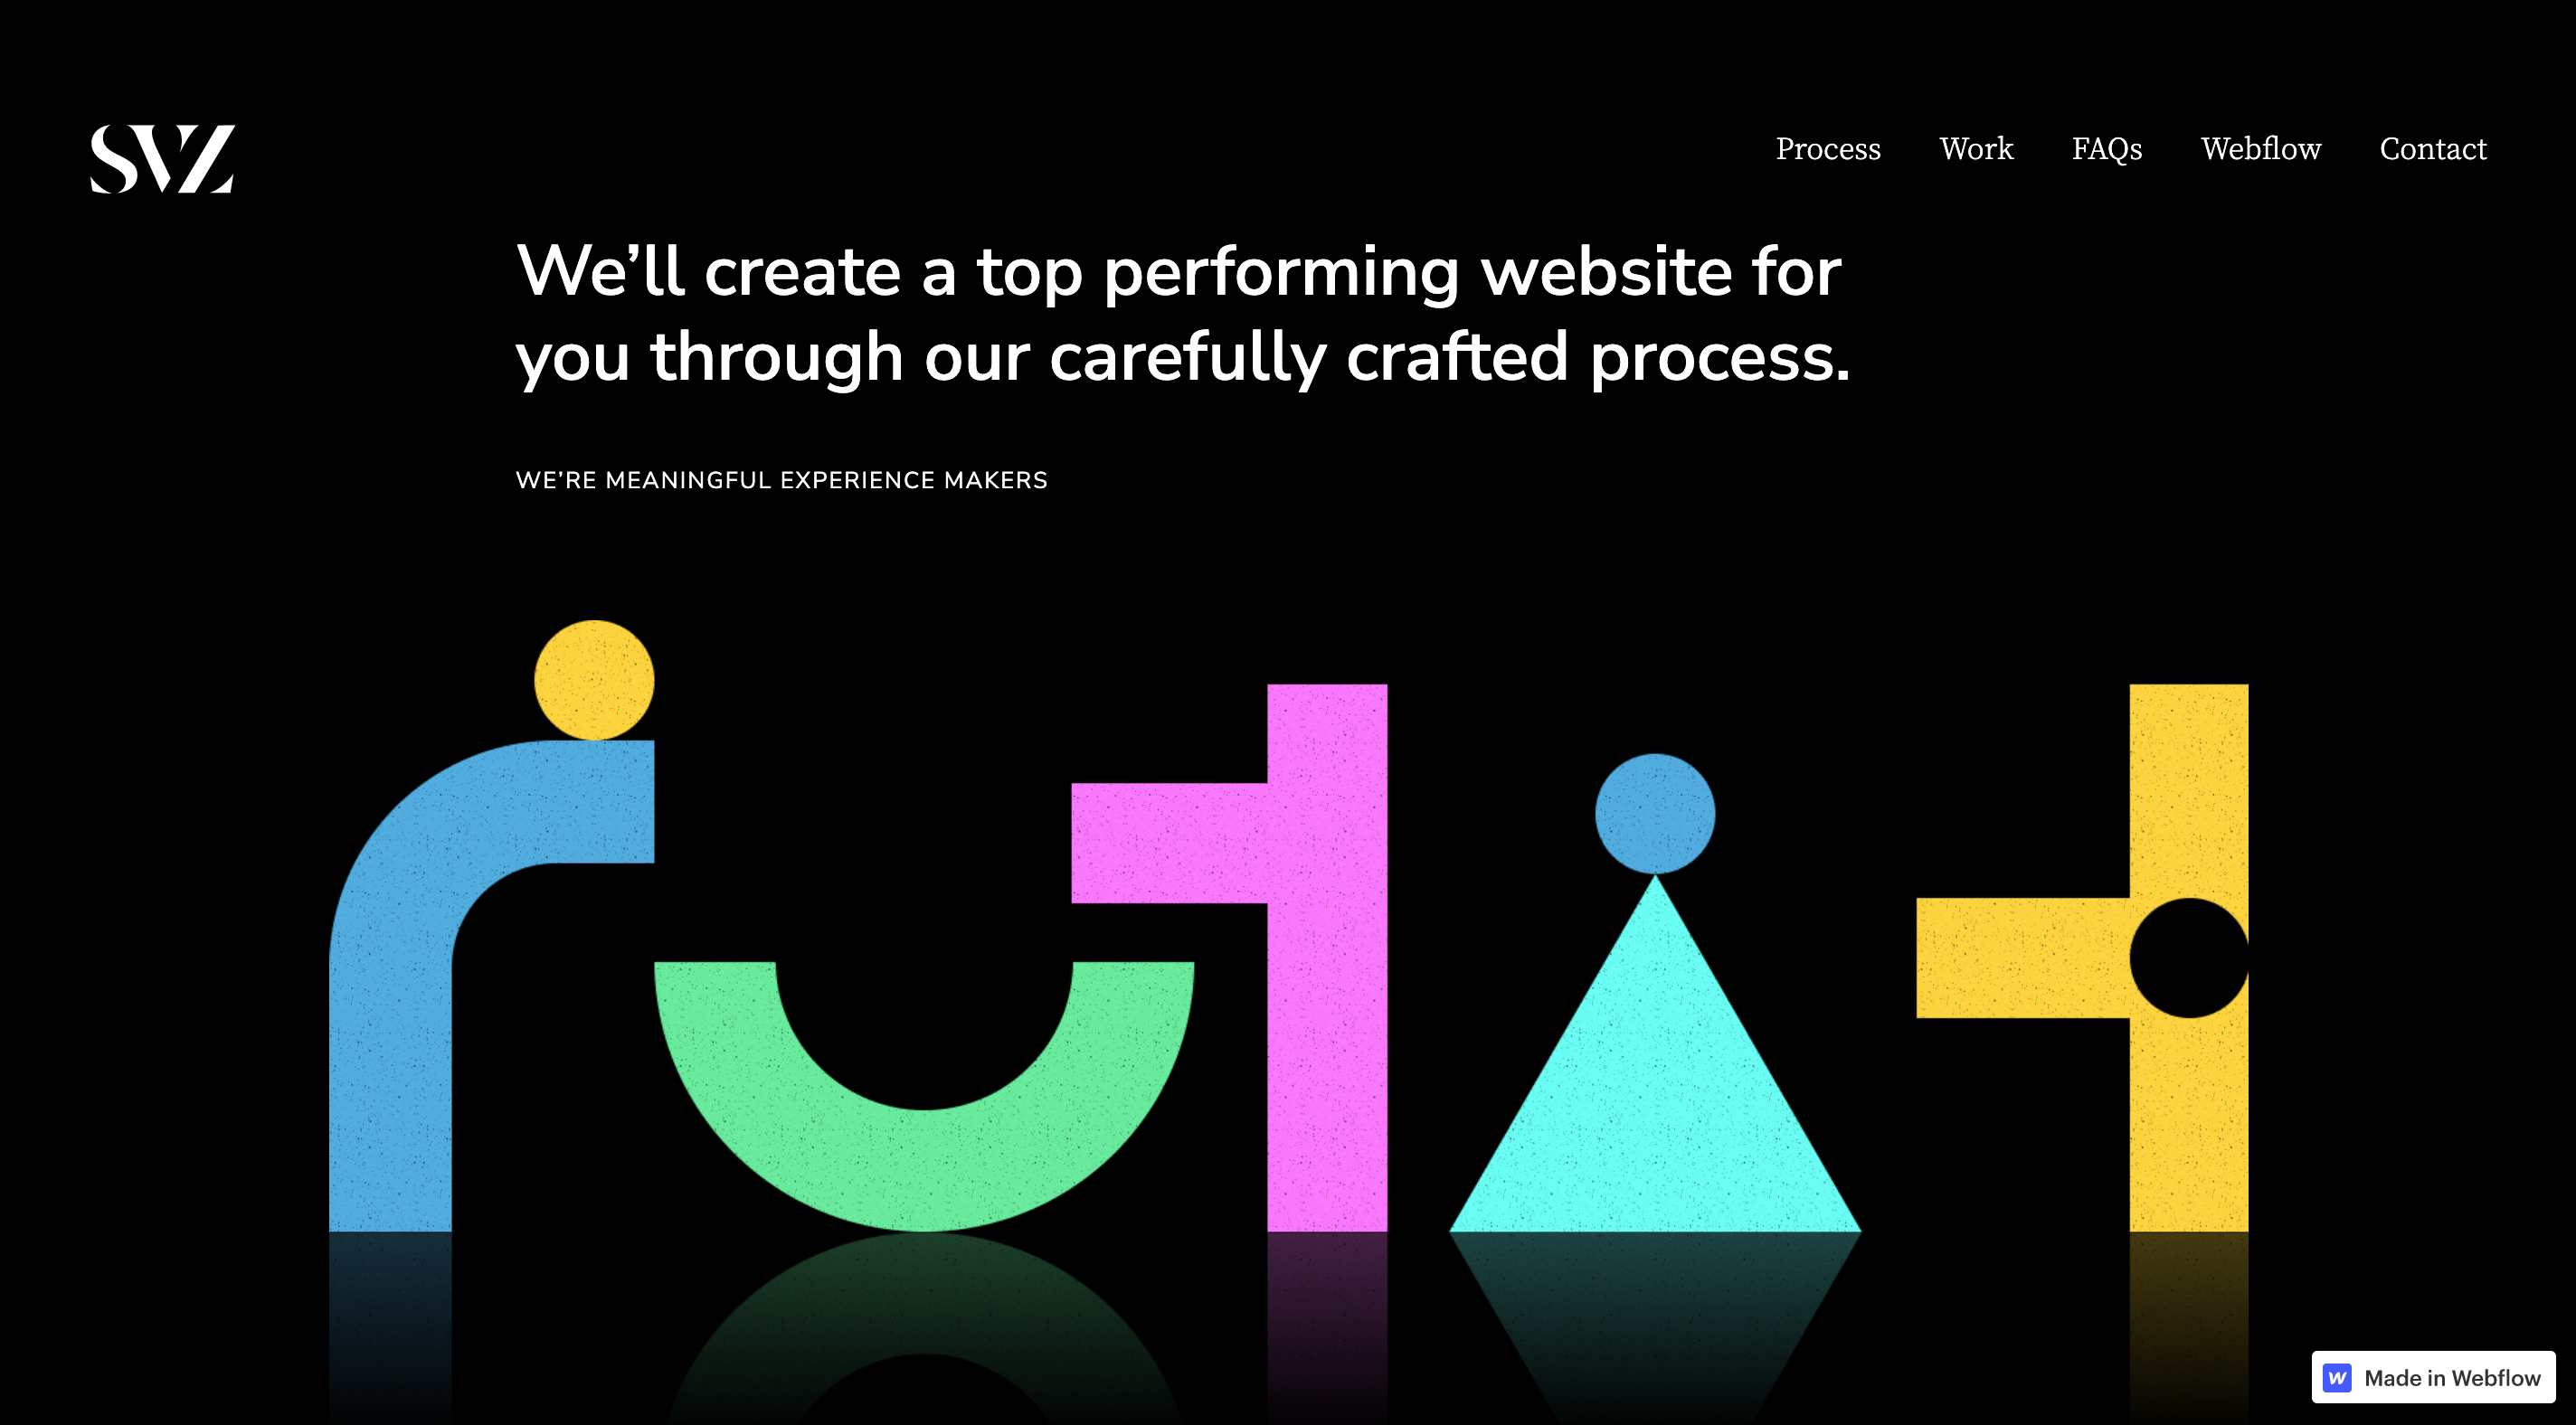 SVZ
Process Work FAQs Webflow Contact
We’ll create a top performing website for
you through our carefully crafted process.
WE’RE MEANINGFUL EXPERIENCE MAKERS
Made in Webflow